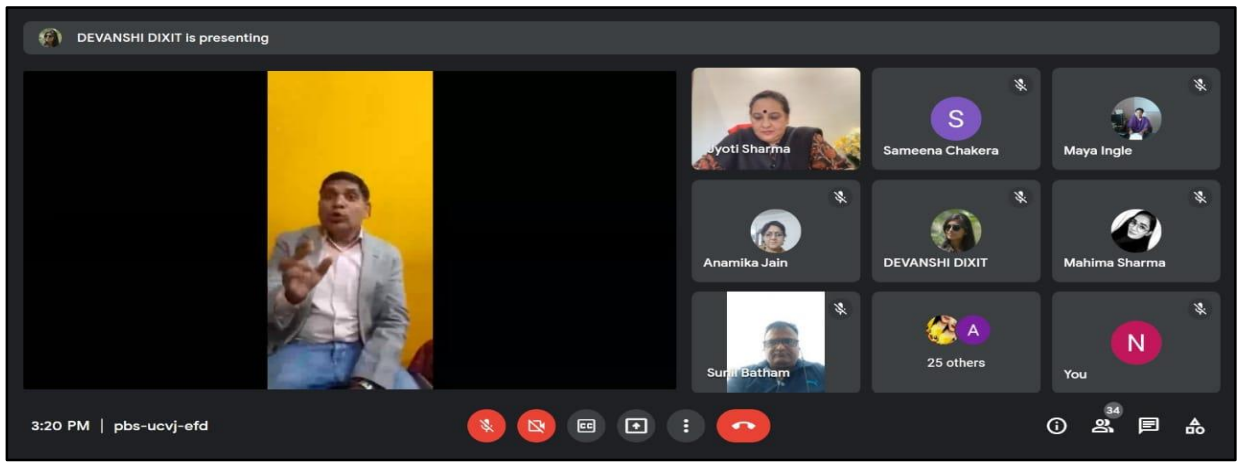 DEVANSHI DIXIT is presenting
Jyoti Sharma
S
Sameena Chakera
Maya Ingle
Anamika Jain
DEVANSHI DIXIT
Mahima Sharma
Sunil Batham
A
25 others
N
You
3:20 PM | pbs-ucvj-efd
CC
34